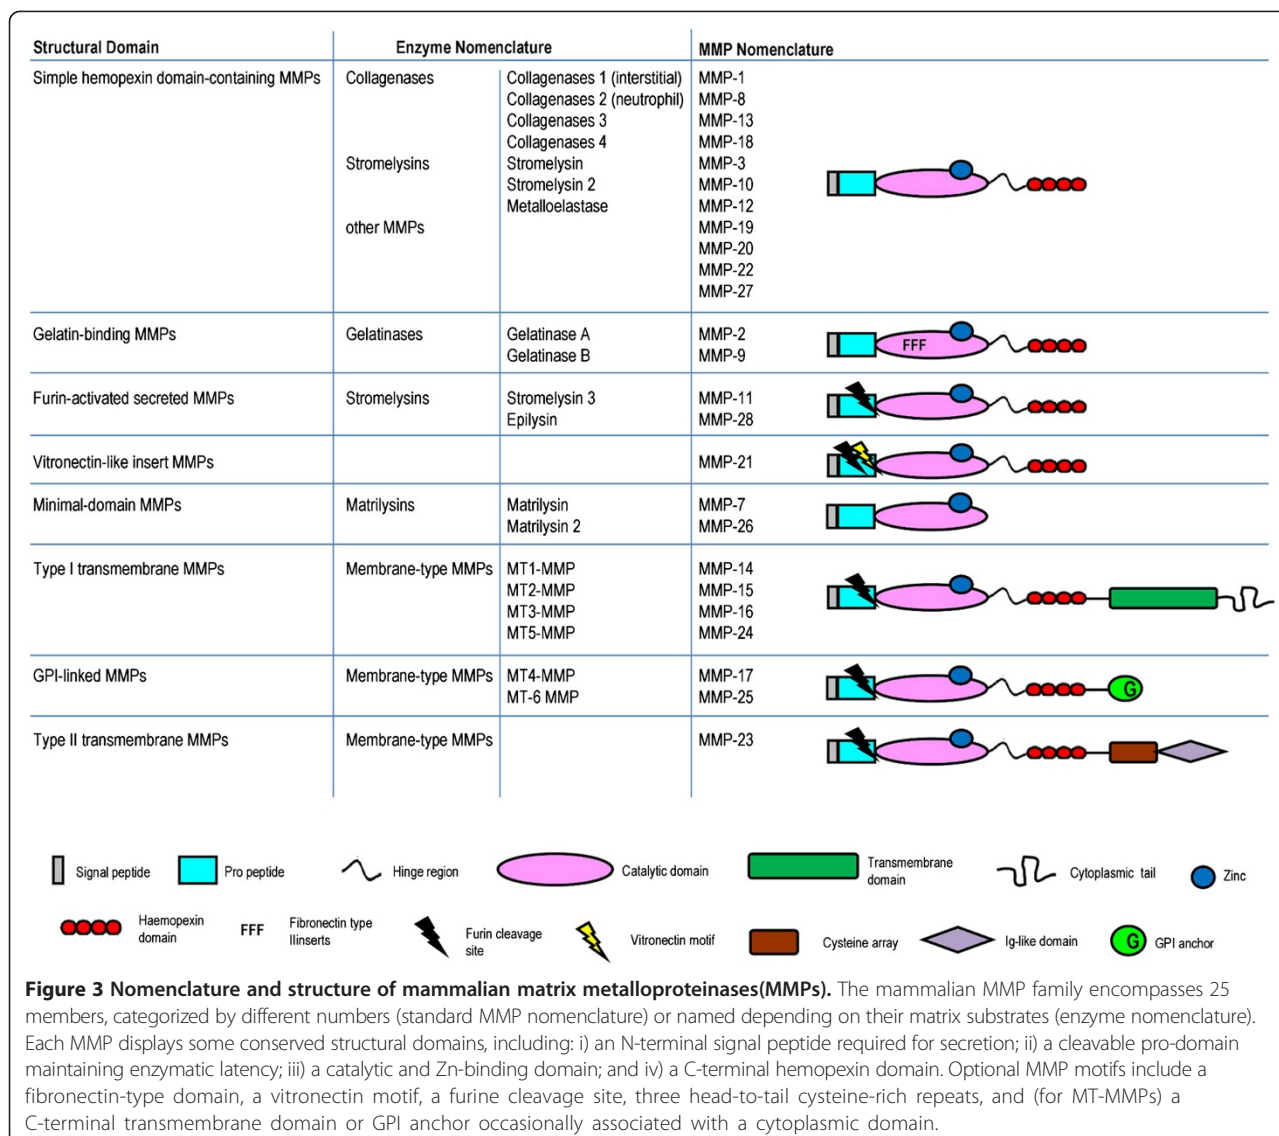 Structural Domain Enzyme Nomenclature MMP Nomenclature
Simple hemopexin domain-containing MMPs Collagenases Collagenases 1 (interstitial) MMP-1
Collagenases 2 (neutrophil) MMP-8
Collagenases 3 MMP-13
Collagenases 4 MMP-18
Stromelysins Stromelysin MMP-3
Stromelysin 2 MMP-10
Metalloelastase MMP-12
other MMPs MMP-19
MMP-20
MMP-22
MMP-27
Gelatin-binding MMPs Gelatinases Gelatinase A MMP-2 FFF
Gelatinase B MMP-9
Furin-activated secreted MMPs Stromelysins Stromelysin 3 MMP-11
Epilysin MMP-28
Vitronectin-like insert MMPs MMP-21
Minimal-domain MMPs Matrilysins Matrilysin MMP-7
Matrilysin 2 MMP-26
Type I transmembrane MMPs Membrane-type MMPs MT1-MMP MMP-14
MT2-MMP MMP-15
MT3-MMP MMP-16
MT5-MMP MMP-24
GPI-linked MMPs Membrane-type MMPs MT4-MMP MMP-17
MT-6 MMP MMP-25 G
Type II transmembrane MMPs Membrane-type MMPs MMP-23
Signal peptide Pro peptide Hinge region Catalytic domain Transmembrane domain Cytoplasmic tail Zinc
Haemopexin domain FFF Fibronectin type IIinserts Furin cleavage site Vitronectin motif Cysteine array Ig-like domain G GPI anchor
Figure 3 Nomenclature and structure of mammalian matrix metalloproteinases(MMPs). The mammalian MMP family encompasses 25
members, categorized by different numbers (standard MMP nomenclature) or named depending on their matrix substrates (enzyme nomenclature).
Each MMP displays some conserved structural domains, including: i) an N-terminal signal peptide required for secretion; ii) a cleavable pro-domain
maintaining enzymatic latency; iii) a catalytic and Zn-binding domain; and iv) a C-terminal hemopexin domain. Optional MMP motifs include a
fibronectin-type domain, a vitronectin motif, a furine cleavage site, three head-to-tail cysteine-rich repeats, and (for MT-MMPs) a
C-terminal transmembrane domain or GPI anchor occasionally associated with a cytoplasmic domain.